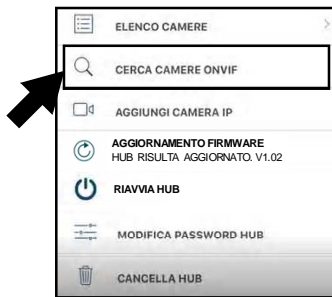 ELENCO CAMERE
CERCA CAMERE ONVIF
AGGIUNGI CAMERA IP
AGGIORNAMENTO FIRMWARE
HUB RISULTA AGGIORNATO. V1.02
RIAVVIA HUB
MODIFICA PASSWORD HUB
CANCELLA HUB